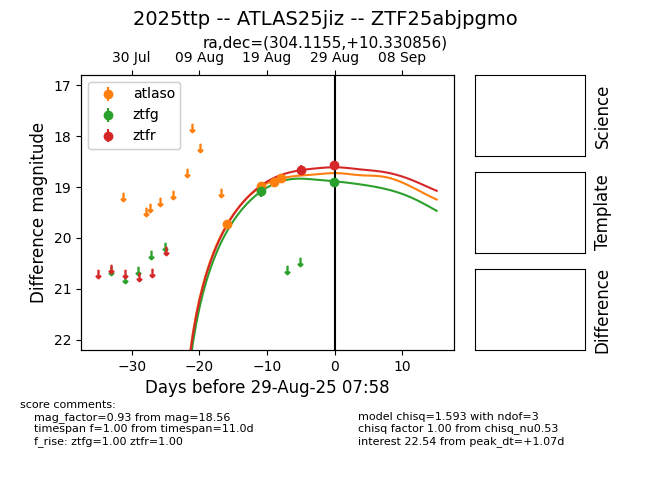 2025ttp -- ATLAS25jiz -- ZTF25abjpgmo
ra,dec=(304.1155,+10.330856)
30 Jul 09 Aug 19 Aug 29 Aug 08 Sep
17
18
19
20
21
22
Difference magnitude
atlaso
ztfg
ztfr
−30 −20 −10 0 10
Days before 29-Aug-25 07:58
Science
Template
Difference
score comments:
mag_factor=0.93 from mag=18.56
timespan f=1.00 from timespan=11.0d
f_rise: ztfg=1.00 ztfr=1.00
model chisq=1.593 with ndof=3
chisq factor 1.00 from chisq_nu0.53
interest 22.54 from peak_dt=+1.07d